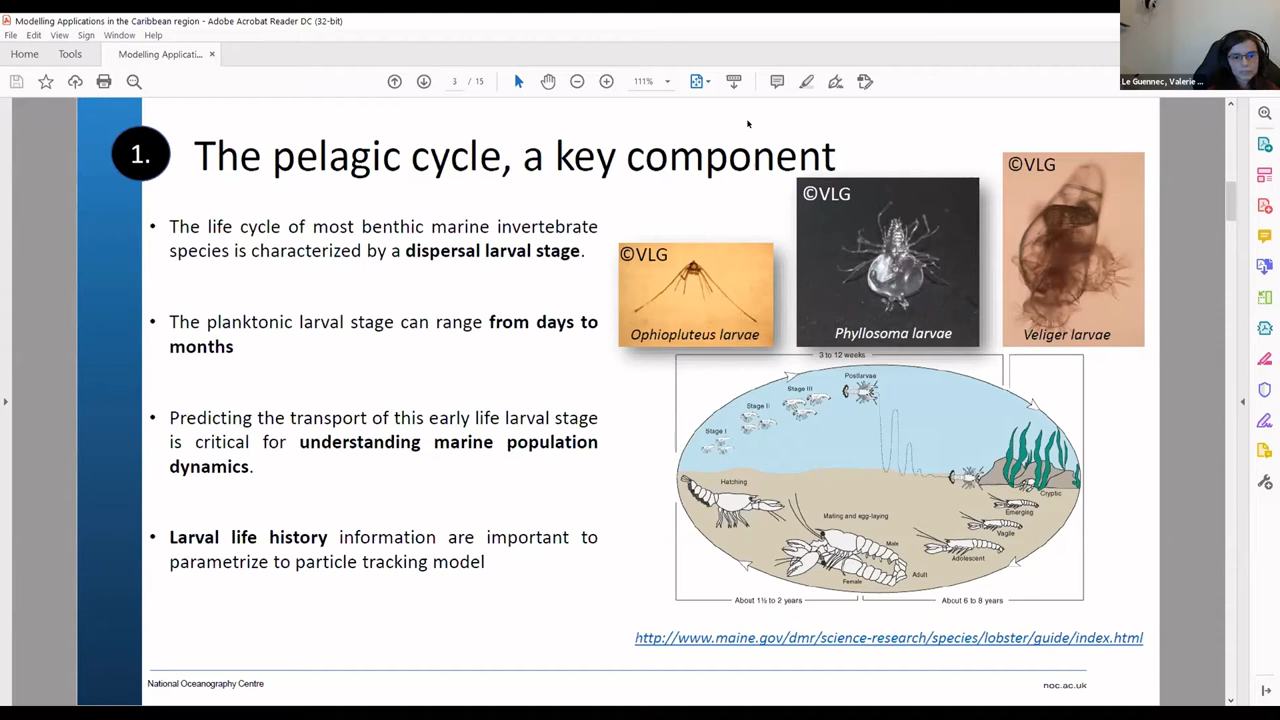 Modelling Applications in the Caribbean region - Adobe Acrobat Reader DC (32-bit)
File Edit View Sign Window Help
Home Tools Modelling Applicati... ×
3 / 15 111%
Le Guennec, Valerie ...
1. The pelagic cycle, a key component
• The life cycle of most benthic marine invertebrate
species is characterized by a dispersal larval stage.
• The planktonic larval stage can range from days to
months
• Predicting the transport of this early life larval stage
is critical for understanding marine population
dynamics.
• Larval life history information are important to
parametrize to particle tracking model
©VLG
Ophiopluteus larvae
©VLG
Phyllosoma larvae
©VLG
Veliger larvae
3 to 12 weeks
Postlarvae
Stage III
Stage II
Stage I
Hatching
Cryptic
Emerging
Mating and egg-laying
Vagile
Male
Adolescent
Adult
Female
About 1½ to 2 years
About 6 to 8 years
http://www.maine.gov/dmr/science-research/species/lobster/guide/index.html
National Oceanography Centre
noc.ac.uk